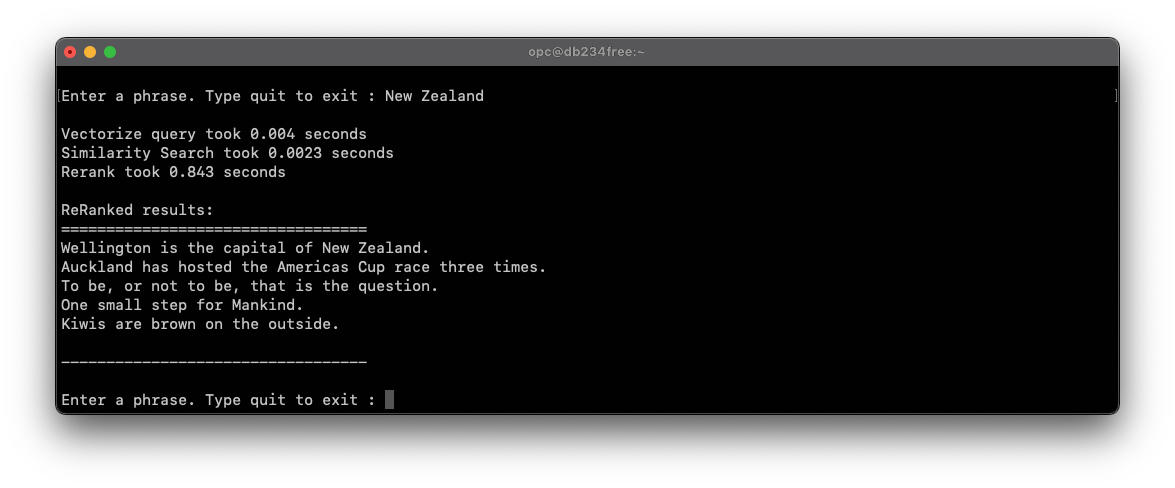 opc@db234free:~
[Enter a phrase. Type quit to exit : New Zealand ]
Vectorize query took 0.004 seconds
Similarity Search took 0.0023 seconds
Rerank took 0.843 seconds
ReRanked results:
==================================
Wellington is the capital of New Zealand.
Auckland has hosted the Americas Cup race three times.
To be, or not to be, that is the question.
One small step for Mankind.
Kiwis are brown on the outside.
----------------------------------
Enter a phrase. Type quit to exit :